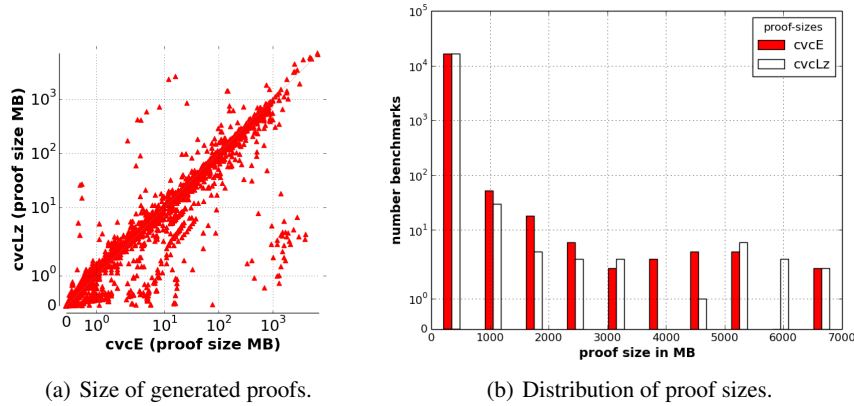 cvcLz (proof size MB)
10^3
10^2
10^1
10^0
0
0 10^0 10^1 10^2 10^3
cvcE (proof size MB)
(a) Size of generated proofs.
number benchmarks
10^5
10^4
10^3
10^2
10^1
10^0
0
proof-sizes
cvcE
cvcLz
0 1000 2000 3000 4000 5000 6000 7000
proof size in MB
(b) Distribution of proof sizes.